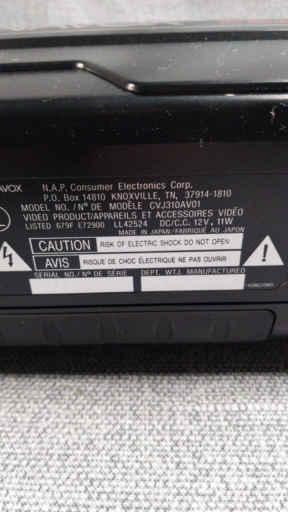 AVOX
N.A.P. Consumer Electronics Corp.
P.O. Box 14810 KNOXVILLE, TN, 37914-1810
MODEL NO. / Nº DE MODÈLE CVJ310AV01
VIDEO PRODUCT/APPAREILS ET ACCESSOIRES VIDÉO
LISTED 679F E72900 LL42524 DC/C.C. 12V, 11W
MADE IN JAPAN/FABRIQUÉ AU JAPON
CAUTION RISK OF ELECTRIC SHOCK DO NOT OPEN
AVIS RISQUE DE CHOC ÉLECTRIQUE NE PAS OUVRIR
SERIAL NO./Nº DE SÉRIE DEPT. WTJ. MANUFACTURED